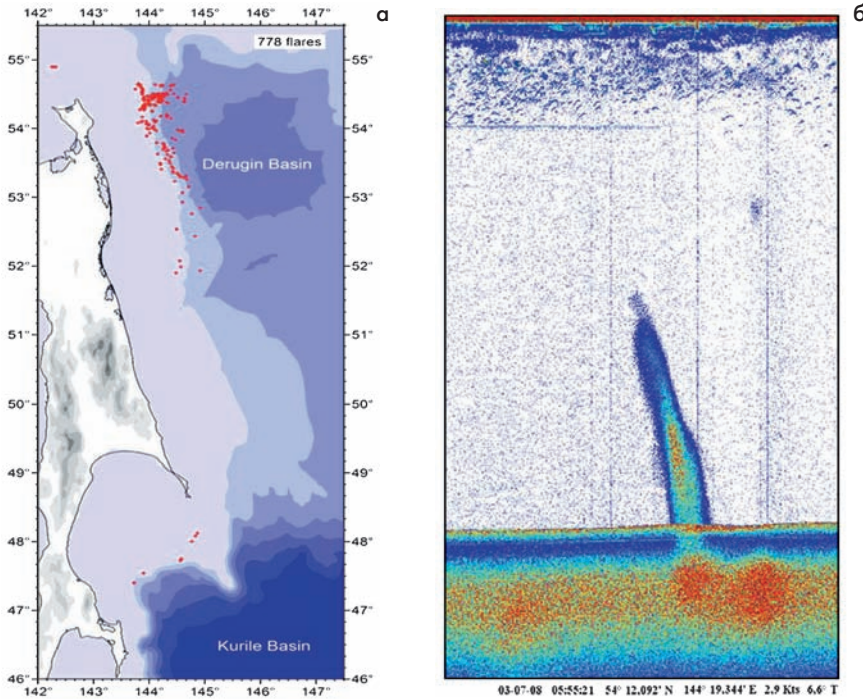 142° 143° 144° 145° 146° 147°
а
б
778 flares
55° 55°
54° 54°
Derugin Basin
53° 53°
52° 52°
51° 51°
50° 50°
49° 49°
48° 48°
47° 47°
Kurile Basin
46° 46°
142° 143° 144° 145° 146° 147°
03-07-08 05:55:21 54° 12.092' N 144° 19.344' E 2.9 Kts 6.6° T